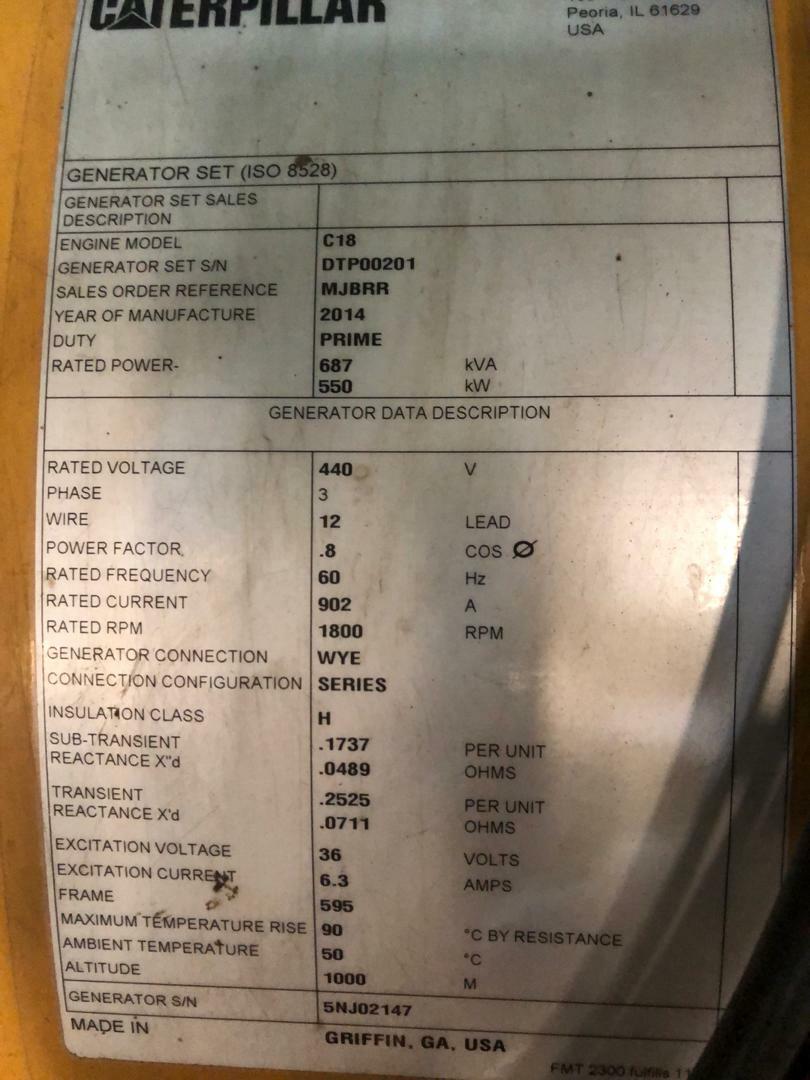 CATERPILLAR
Peoria, IL 61629
USA
GENERATOR SET (ISO 8528)
GENERATOR SET SALES
DESCRIPTION
ENGINE MODEL C18
GENERATOR SET S/N DTP00201
SALES ORDER REFERENCE MJBRR
YEAR OF MANUFACTURE 2014
DUTY PRIME
RATED POWER- 687 kVA
550 kW
GENERATOR DATA DESCRIPTION
RATED VOLTAGE 440 V
PHASE 3
WIRE 12 LEAD
POWER FACTOR .8 COS Ø
RATED FREQUENCY 60 Hz
RATED CURRENT 902 A
RATED RPM 1800 RPM
GENERATOR CONNECTION WYE
CONNECTION CONFIGURATION SERIES
INSULATION CLASS H
SUB-TRANSIENT .1737 PER UNIT
REACTANCE X"d .0489 OHMS
TRANSIENT .2525 PER UNIT
REACTANCE X'd .0711 OHMS
EXCITATION VOLTAGE 36 VOLTS
EXCITATION CURRENT 6.3 AMPS
FRAME 595
MAXIMUM TEMPERATURE RISE 90 °C BY RESISTANCE
AMBIENT TEMPERATURE 50 °C
ALTITUDE 1000 M
GENERATOR S/N 5NJ02147
MADE IN GRIFFIN, GA, USA
FMT 2300 fulfills